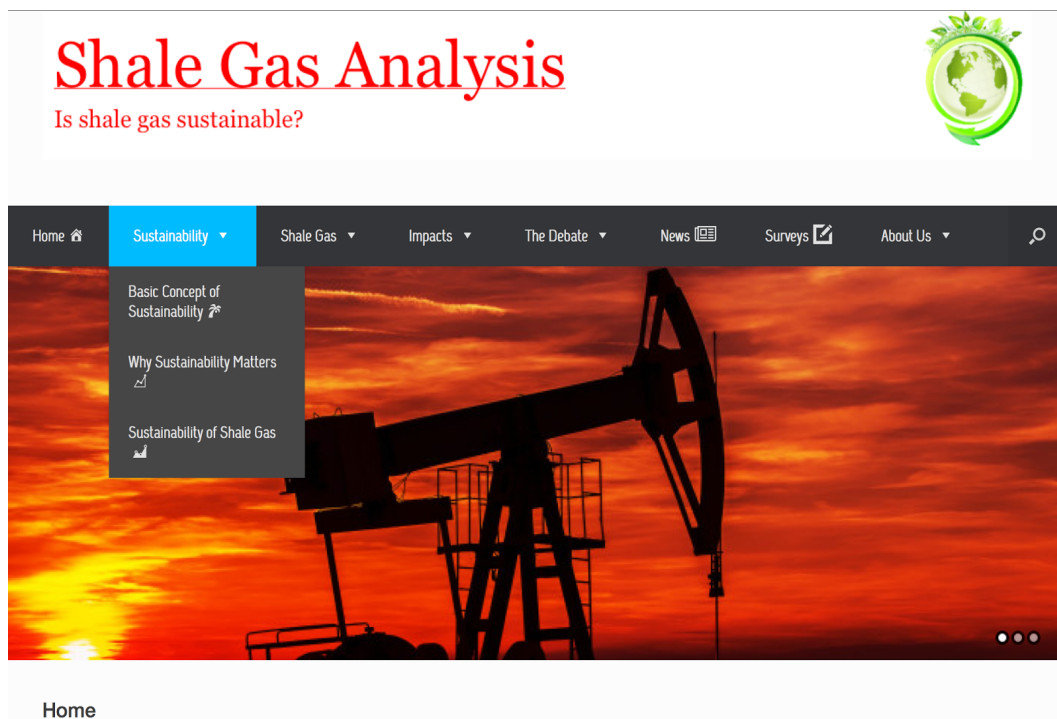 Shale Gas Analysis
Is shale gas sustainable?
Home
Sustainability
Shale Gas
Impacts
The Debate
News
Surveys
About Us
Basic Concept of
Sustainability
Why Sustainability Matters
Sustainability of Shale Gas
Home